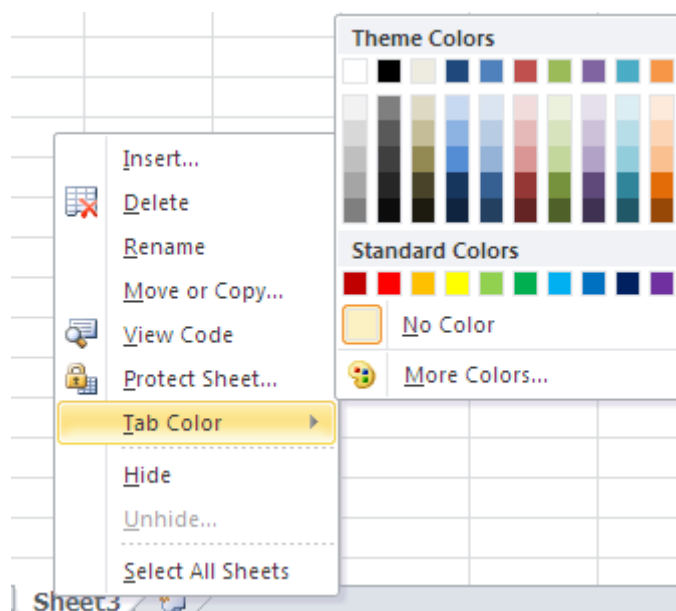 Theme Colors
Insert...
Delete
Rename
Move or Copy...
View Code
Protect Sheet...
Tab Color
Hide
Unhide...
Select All Sheets
Standard Colors
No Color
More Colors...
Sheet3